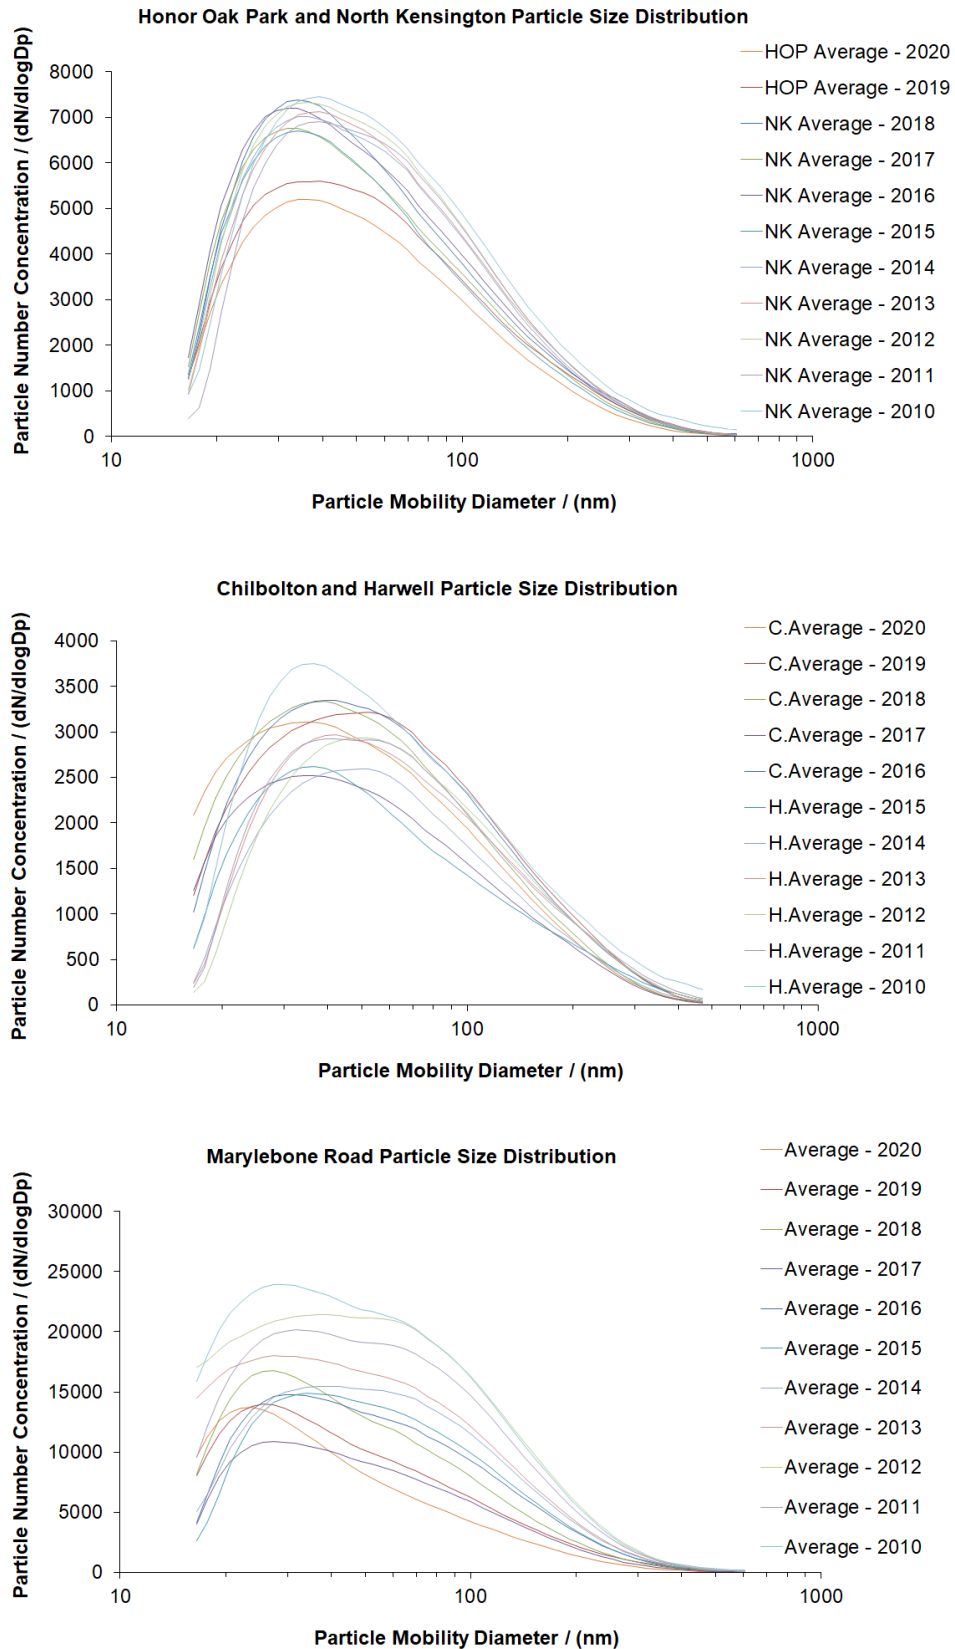 Honor Oak Park and North Kensington Particle Size Distribution
Particle Number Concentration / (dN/dlogDp)
8000
7000
6000
5000
4000
3000
2000
1000
0
10
100
1000
Particle Mobility Diameter / (nm)
HOP Average - 2020
HOP Average - 2019
NK Average - 2018
NK Average - 2017
NK Average - 2016
NK Average - 2015
NK Average - 2014
NK Average - 2013
NK Average - 2012
NK Average - 2011
NK Average - 2010
Chilbolton and Harwell Particle Size Distribution
Particle Number Concentration / (dN/dlogDp)
4000
3500
3000
2500
2000
1500
1000
500
0
10
100
1000
Particle Mobility Diameter / (nm)
C.Average - 2020
C.Average - 2019
C.Average - 2018
C.Average - 2017
C.Average - 2016
H.Average - 2015
H.Average - 2014
H.Average - 2013
H.Average - 2012
H.Average - 2011
H.Average - 2010
Marylebone Road Particle Size Distribution
Particle Number Concentration / (dN/dlogDp)
30000
25000
20000
15000
10000
5000
0
10
100
1000
Particle Mobility Diameter / (nm)
Average - 2020
Average - 2019
Average - 2018
Average - 2017
Average - 2016
Average - 2015
Average - 2014
Average - 2013
Average - 2012
Average - 2011
Average - 2010